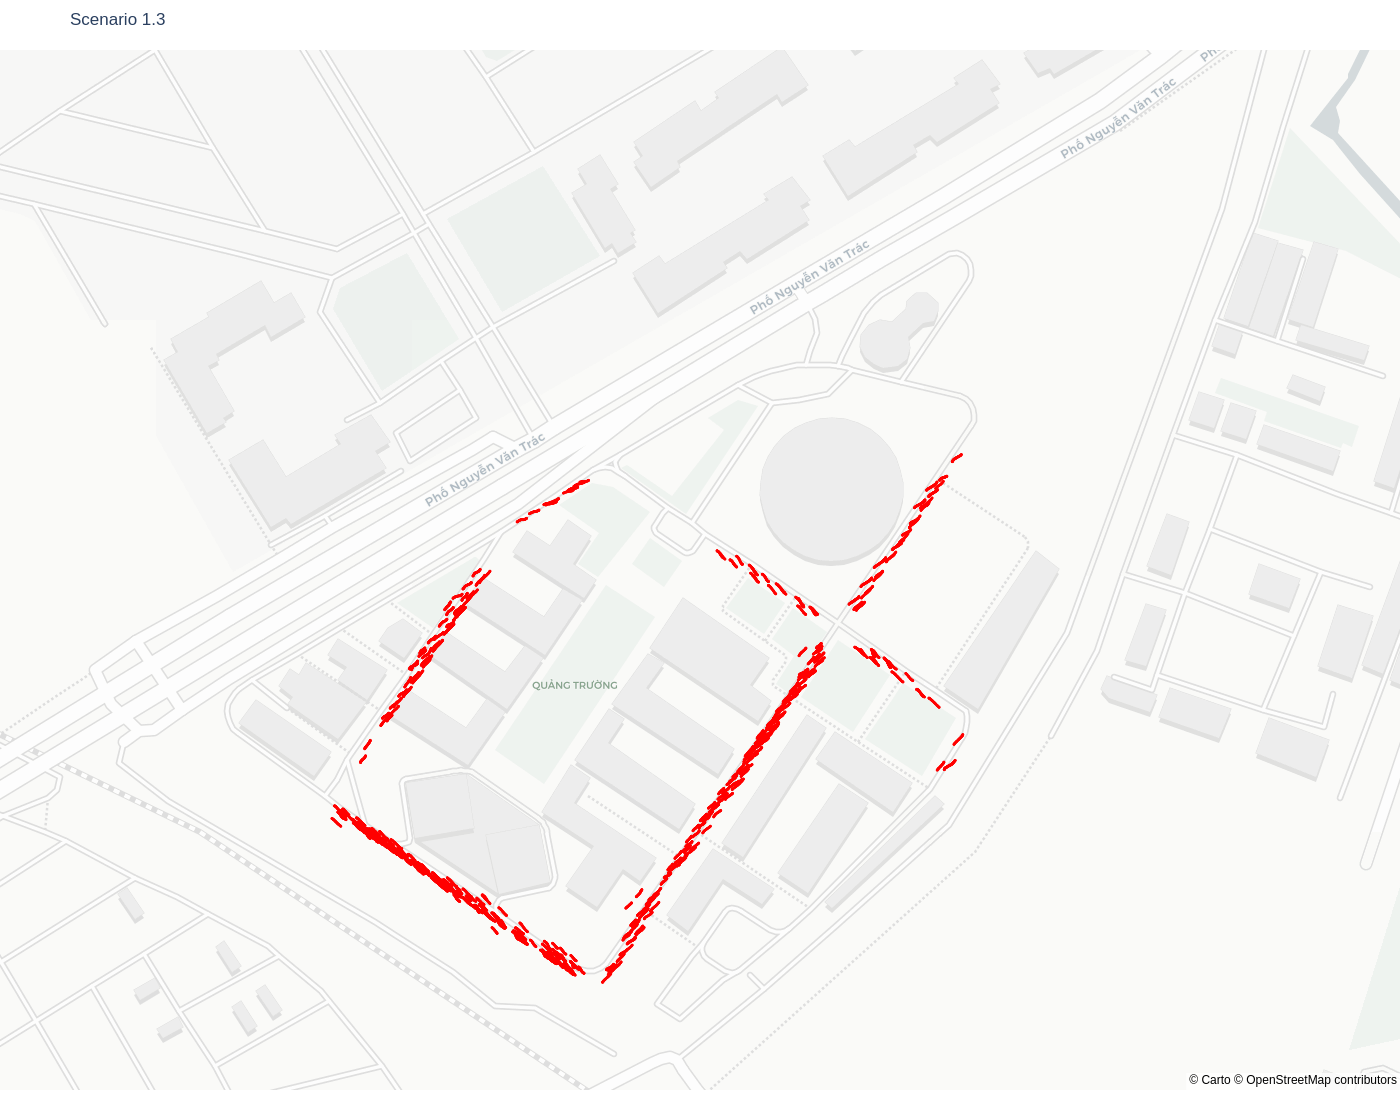 Scenario 1.3
Phố
Phố Nguyễn Văn Trác
Phố Nguyễn Văn Trác
Phố Nguyễn Văn Trác
QUẢNG TRƯỜNG
© Carto © OpenStreetMap contributors